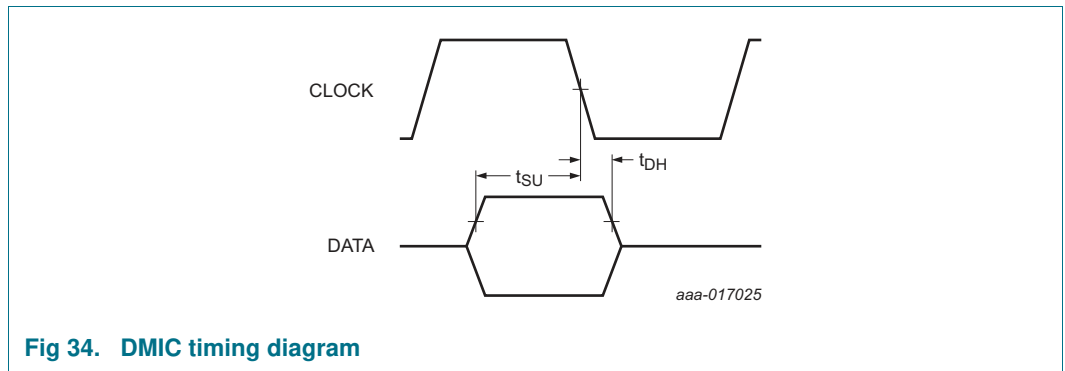 CLOCK
tDH
tSU
DATA
aaa-017025
Fig 34. DMIC timing diagram